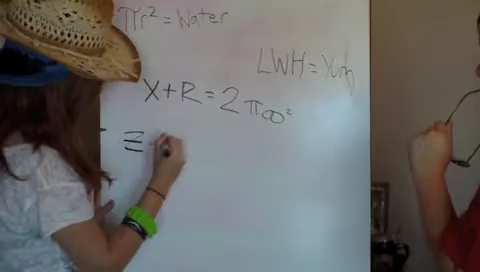 πr² = Water
LWH = Yum
X+R = 2π∞²
Z